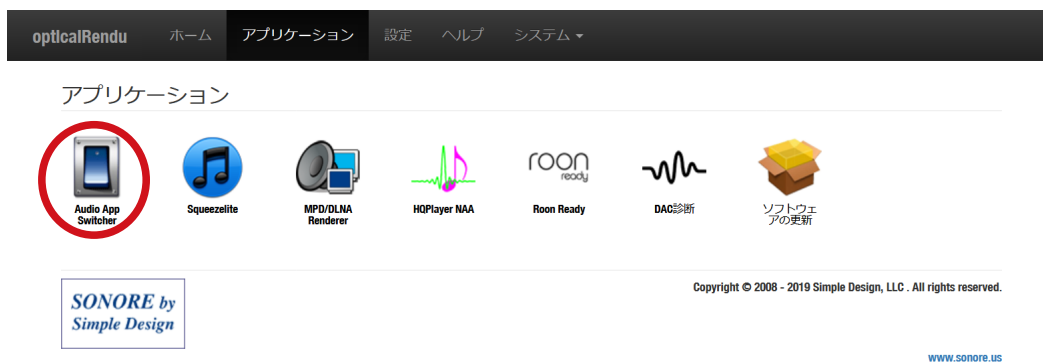 optIcalRendu ホーム アプリケーション 設定 ヘルプ システム
アプリケーション
Audio App
Switcher
Squeezelite
MPD/DLNA
Renderer
HQPlayer NAA
roon
ready
Roon Ready
DAC診断
ソフトウェ
アの更新
SONORE by
Simple Design
Copyright © 2008 - 2019 Simple Design, LLC . All rights reserved.
www.sonore.us